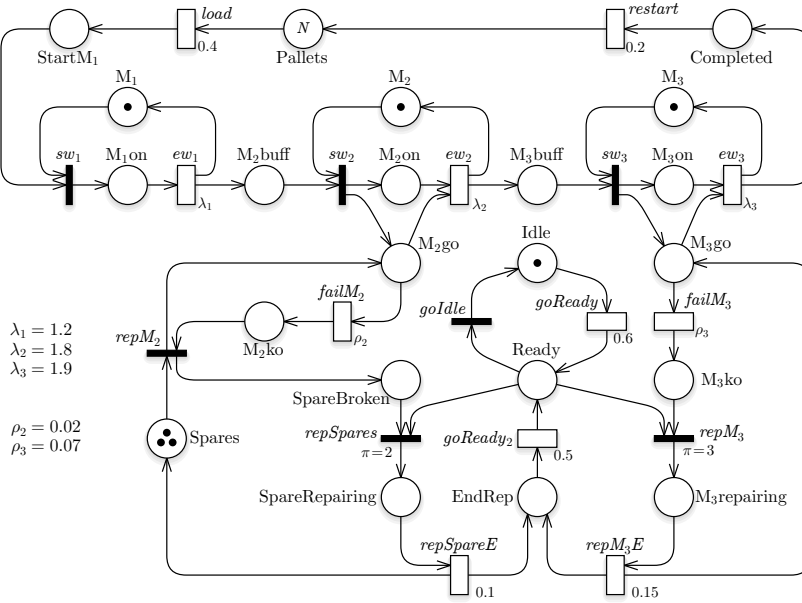 load
N
restart
StartM₁
0.4
Pallets
0.2
Completed
M₁
M₂
M₃
sw₁
M₁on
ew₁
M₂buff
sw₂
M₂on
ew₂
M₃buff
sw₃
M₃on
ew₃
λ₁
λ₂
λ₃
M₂go
Idle
M₃go
failM₂
goIdle
goReady
failM₃
λ₁ = 1.2
repM₂
ρ₂
0.6
ρ₃
λ₂ = 1.8
M₂ko
Ready
λ₃ = 1.9
M₃ko
SpareBroken
ρ₂ = 0.02
Spares
repSpares
goReady₂
repM₃
ρ₃ = 0.07
π=2
0.5
π=3
SpareRepairing
EndRep
M₃repairing
repSpareE
repM₃E
0.1
0.15